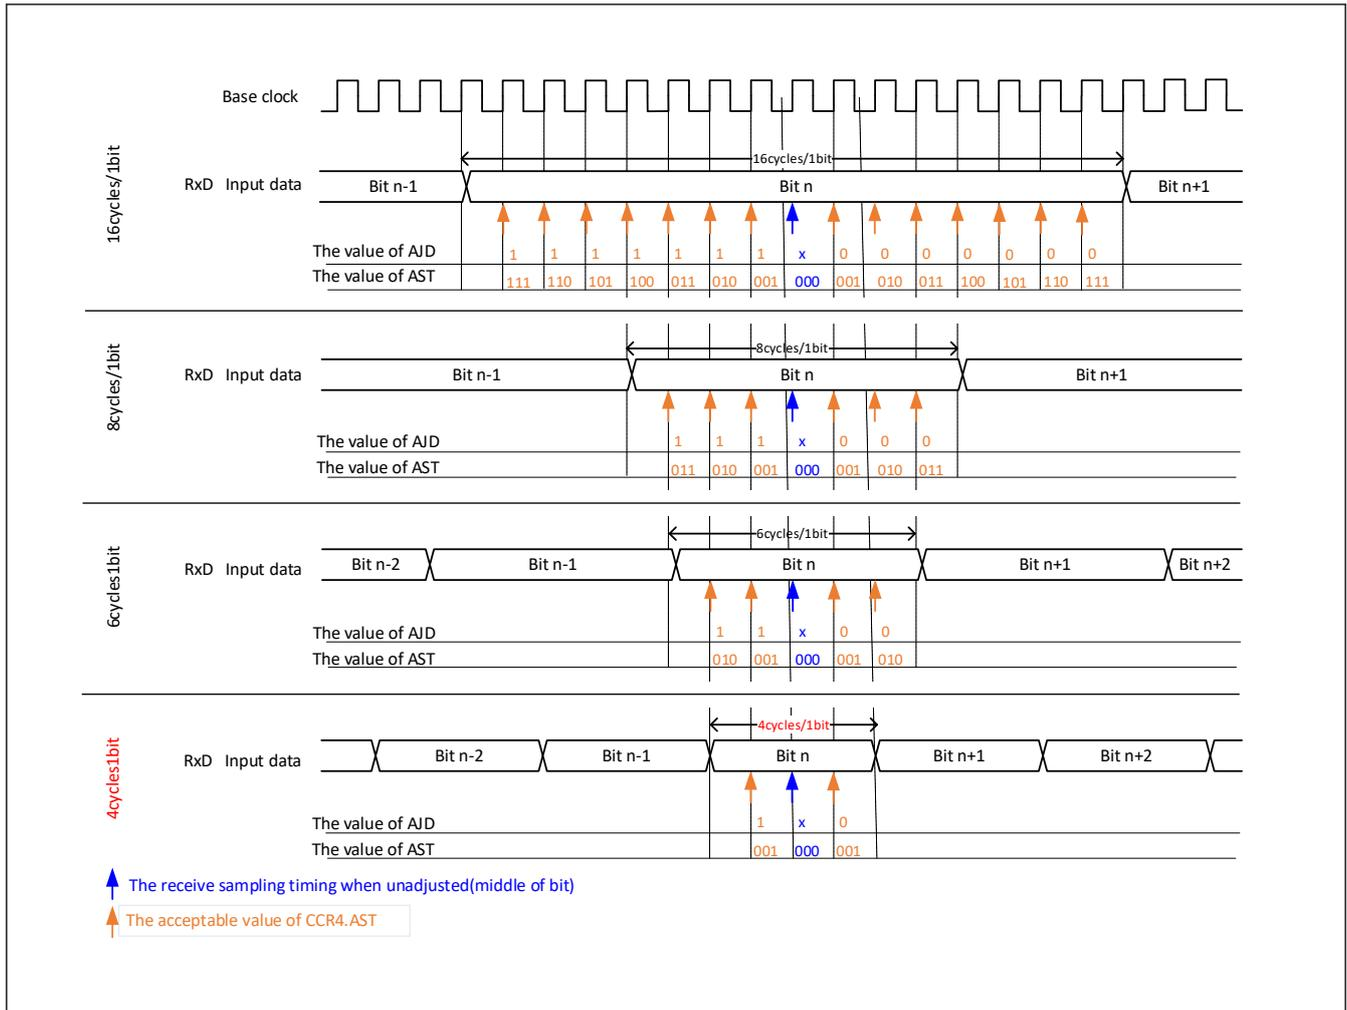 Base clock
16cycles/1bit
16cycles/1bit
RxD Input data Bit n-1 Bit n Bit n+1
The value of AJD 1 1 1 1 1 1 1 x 0 0 0 0 0 0 0
The value of AST 111 110 101 100 011 010 001 000 001 010 011 100 101 110 111
8cycles/1bit
8cycles/1bit
RxD Input data Bit n-1 Bit n Bit n+1
The value of AJD 1 1 1 x 0 0 0
The value of AST 011 010 001 000 001 010 011
6cycles1bit
6cycles/1bit
RxD Input data Bit n-2 Bit n-1 Bit n Bit n+1 Bit n+2
The value of AJD 1 1 x 0 0
The value of AST 010 001 000 001 010
4cycles1bit
4cycles/1bit
RxD Input data Bit n-2 Bit n-1 Bit n Bit n+1 Bit n+2
The value of AJD 1 x 0
The value of AST 001 000 001
The receive sampling timing when unadjusted(middle of bit)
The acceptable value of CCR4.AST